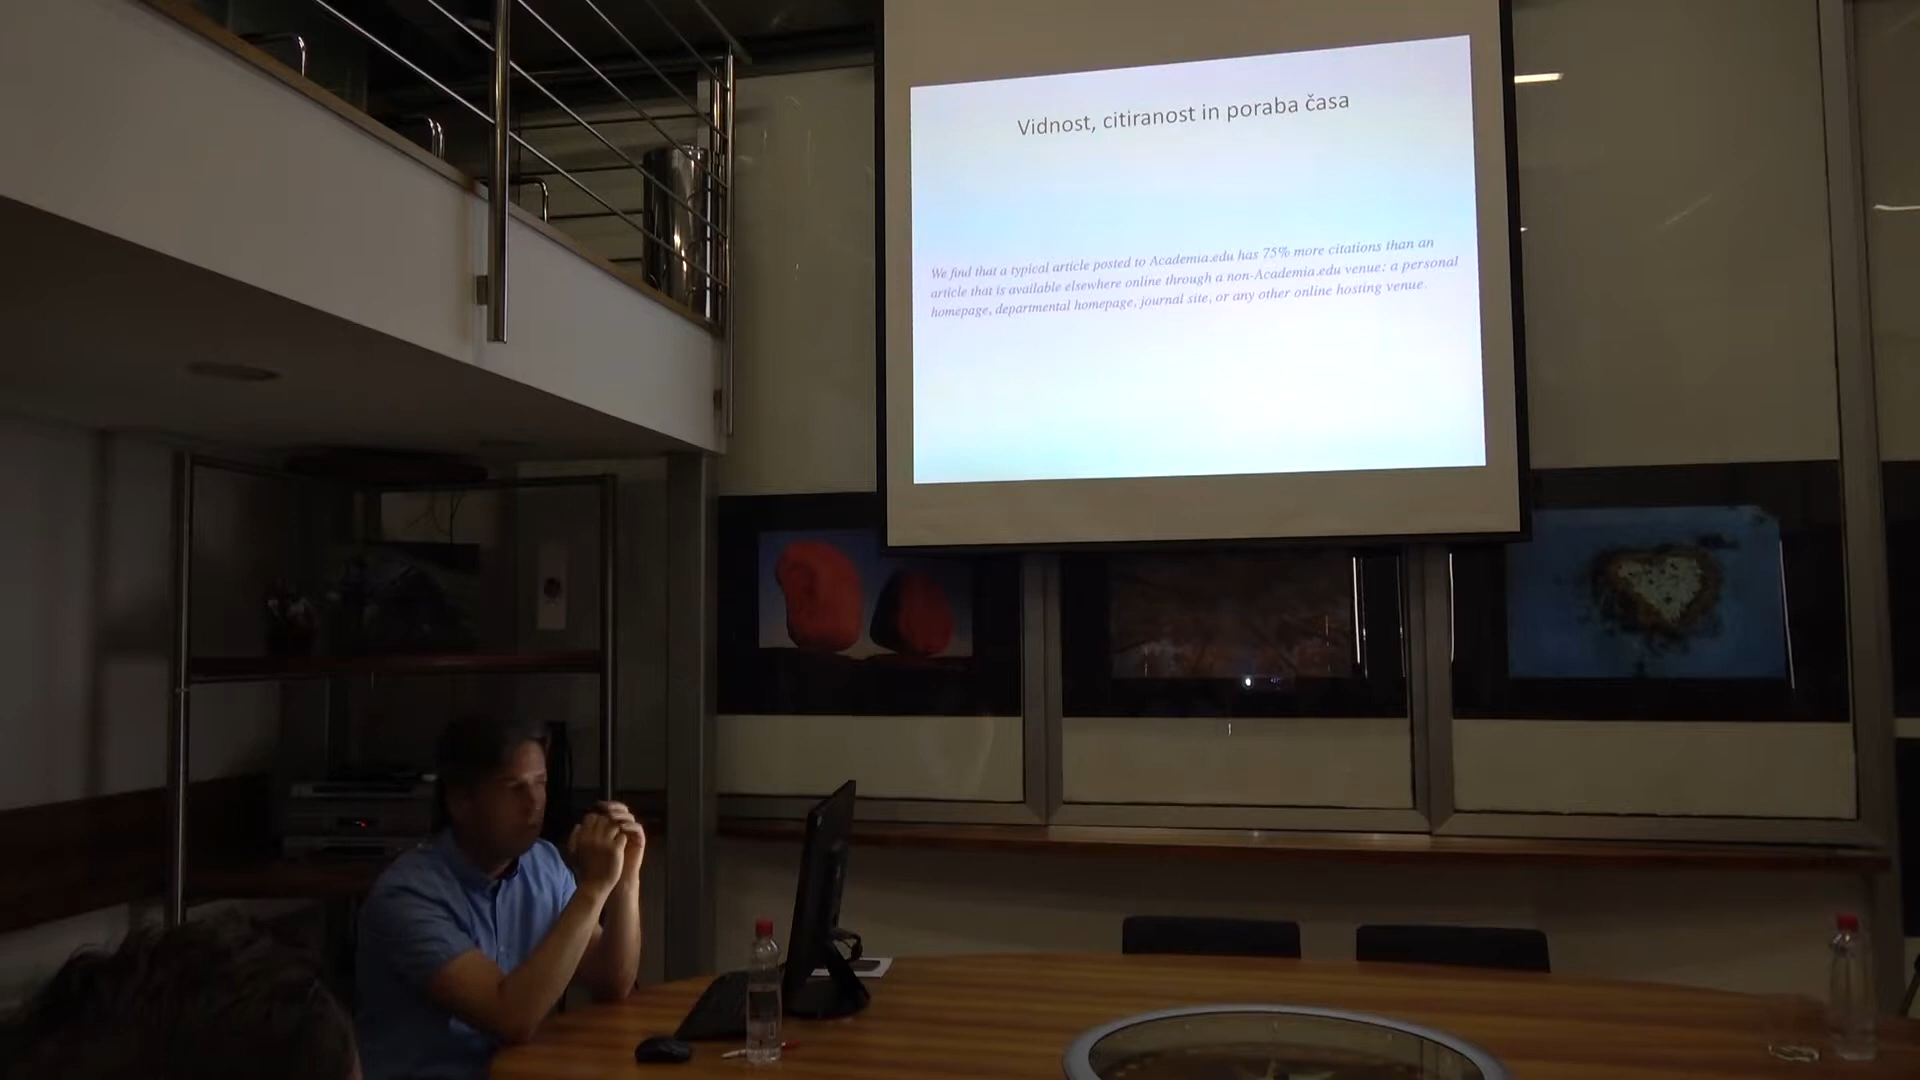 Vidnost, citiranost in poraba časa
We find that a typical article posted to Academia.edu has 75% more citations than an
article that is available elsewhere online through a non-Academia.edu venue: a personal
homepage, departmental homepage, journal site, or any other online hosting venue.